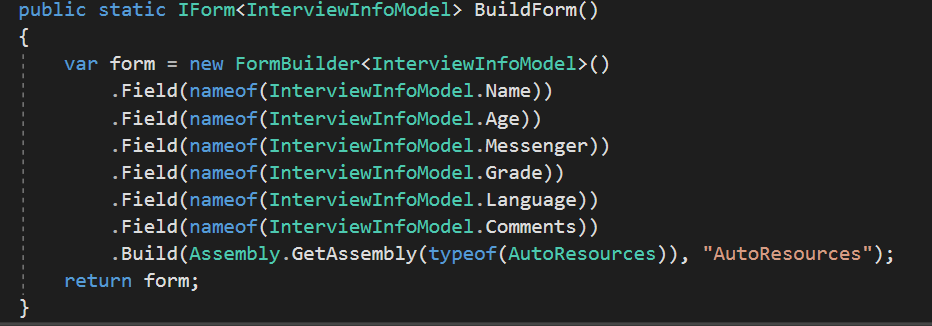 public static IForm<InterviewInfoModel> BuildForm()
{
var form = new FormBuilder<InterviewInfoModel>()
.Field(nameof(InterviewInfoModel.Name))
.Field(nameof(InterviewInfoModel.Age))
.Field(nameof(InterviewInfoModel.Messenger))
.Field(nameof(InterviewInfoModel.Grade))
.Field(nameof(InterviewInfoModel.Language))
.Field(nameof(InterviewInfoModel.Comments))
.Build(Assembly.GetAssembly(typeof(AutoResources)), "AutoResources");
return form;
}